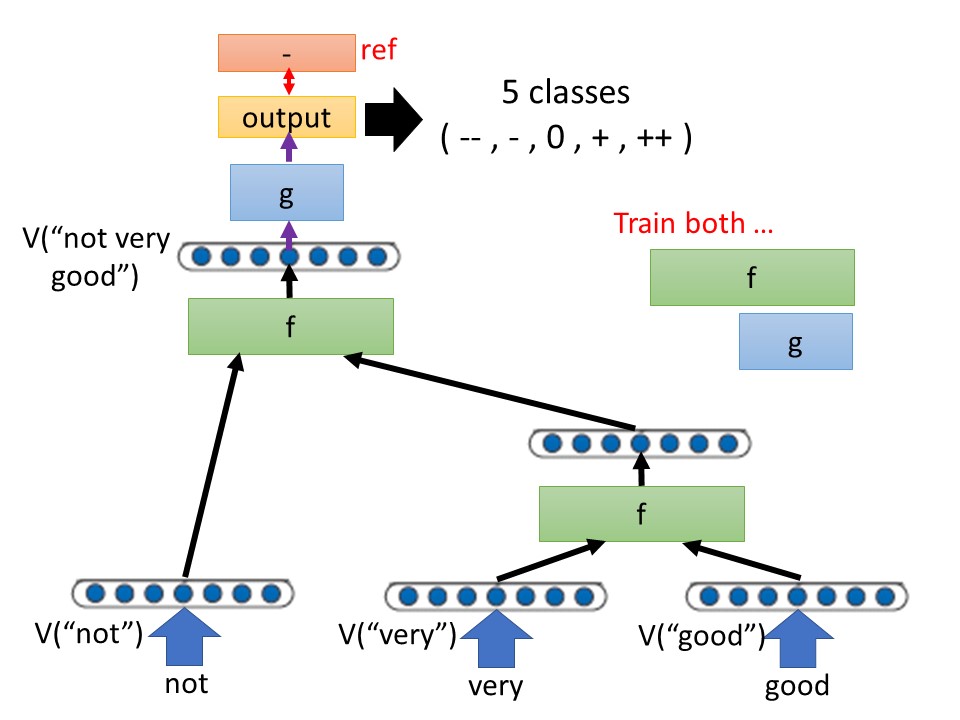 -
ref
output
5 classes
( -- , - , 0 , + , ++ )
g
V(“not very
good”)
Train both …
f
g
f
f
V(“not”)
V(“very”)
V(“good”)
not
very
good